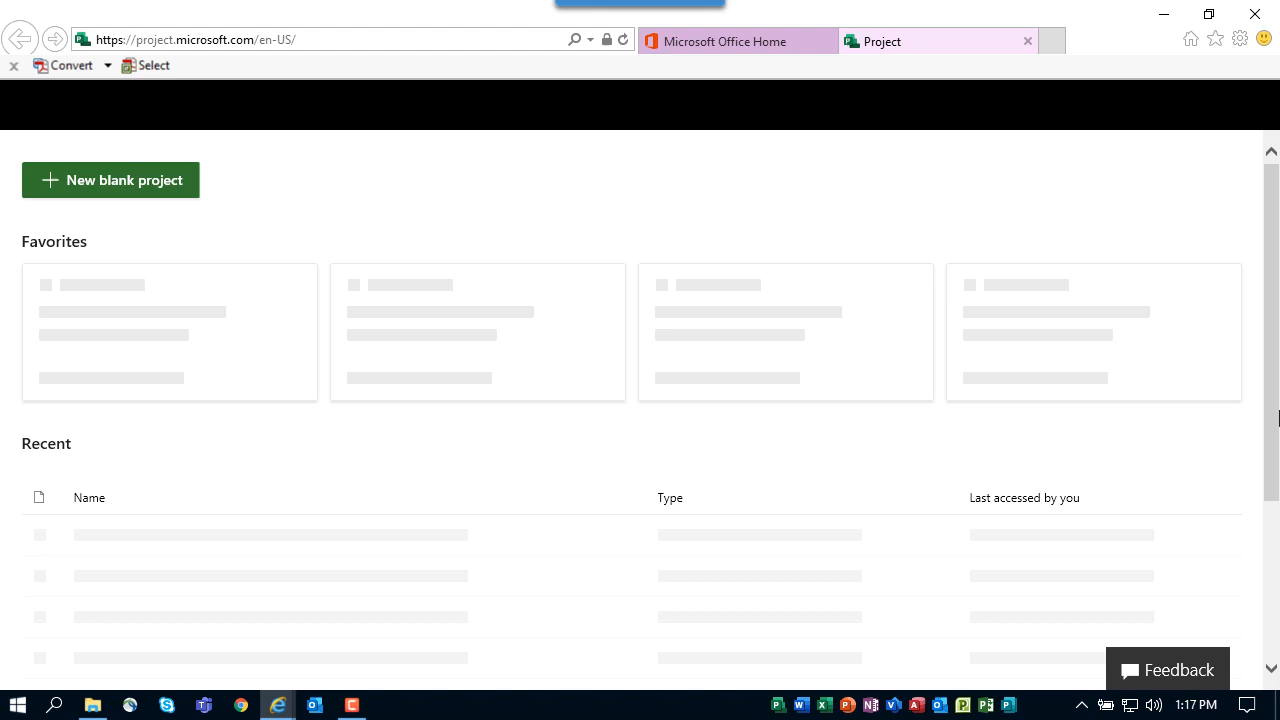 https://project.microsoft.com/en-US/
Microsoft Office Home
Project
Convert
Select
New blank project
Favorites
Recent
Name
Type
Last accessed by you
Feedback
1:17 PM